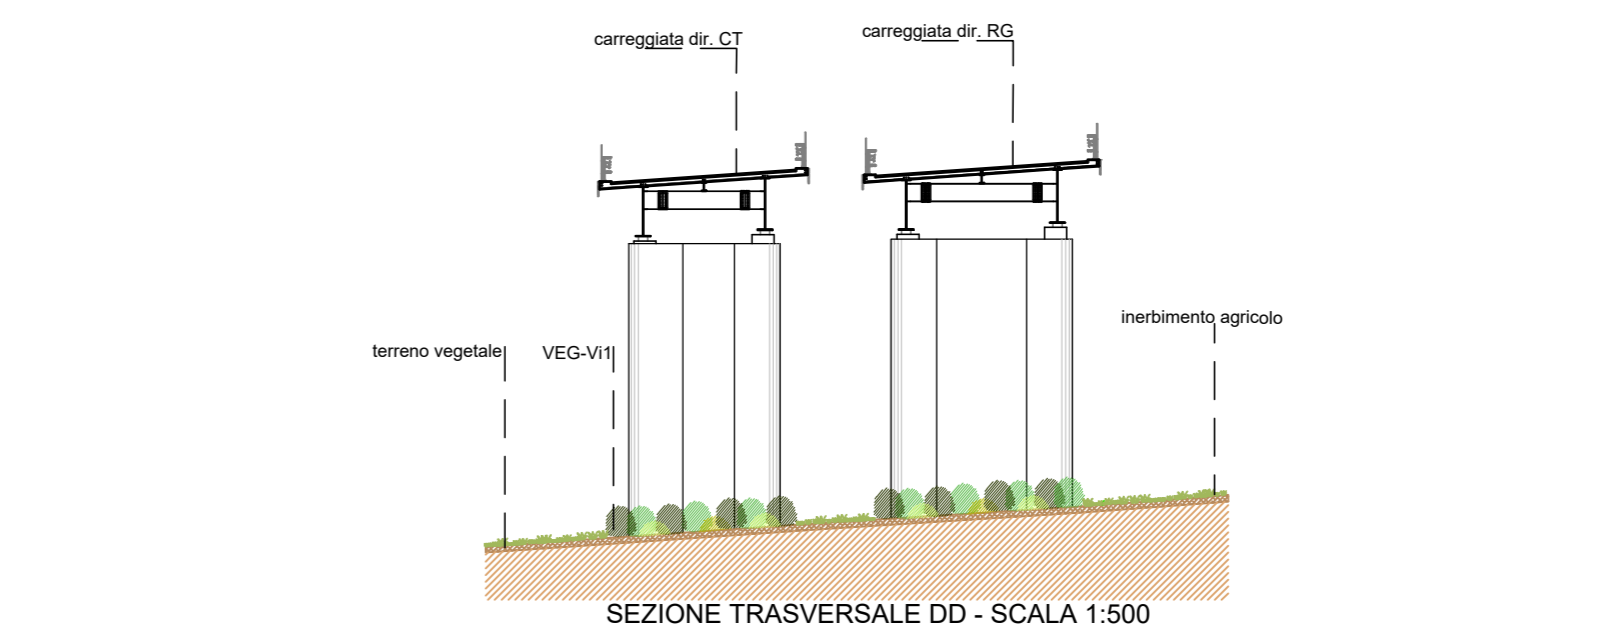 carreggiata dir. CT
carreggiata dir. RG
inerbimento agricolo
terreno vegetale
VEG-Vi1
SEZIONE TRASVERSALE DD - SCALA 1:500